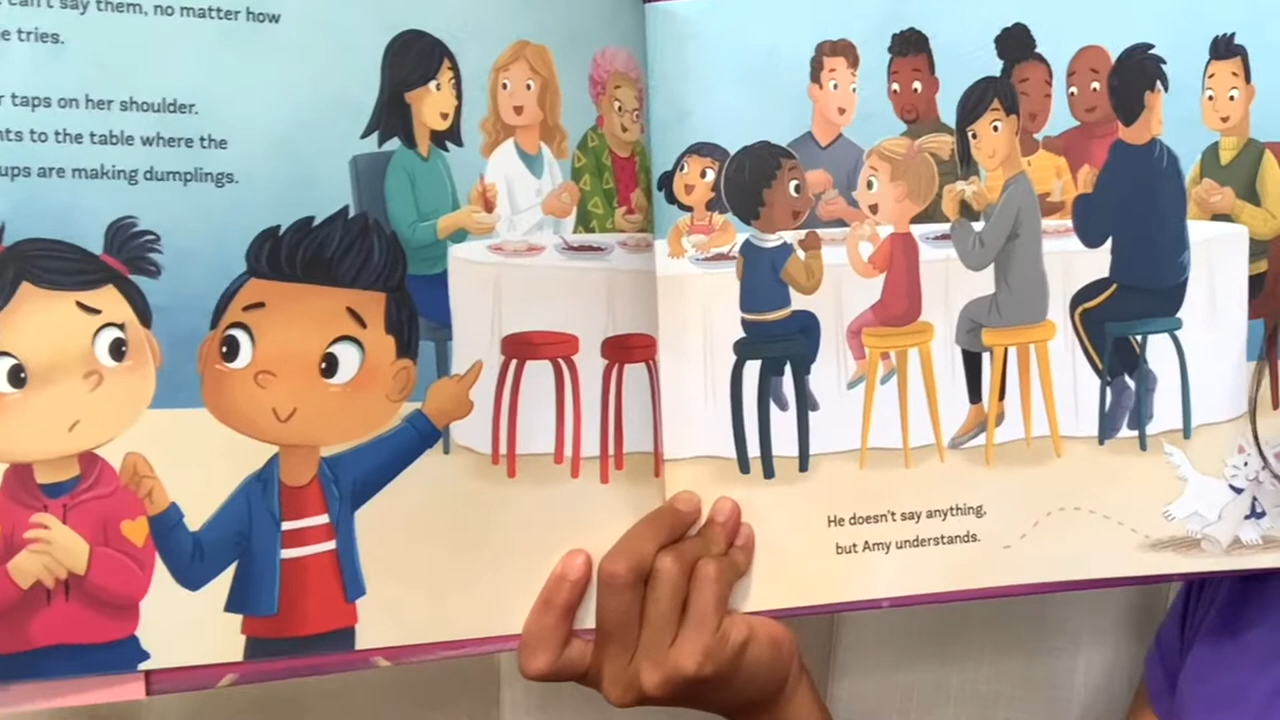 can't say them, no matter how
e tries.
r taps on her shoulder.
nts to the table where the
ups are making dumplings.
He doesn't say anything,
but Amy understands.